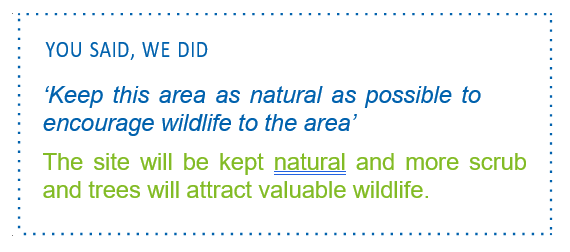 YOU SAID, WE DID
‘Keep this area as natural as possible to
encourage wildlife to the area’
The site will be kept natural and more scrub
and trees will attract valuable wildlife.